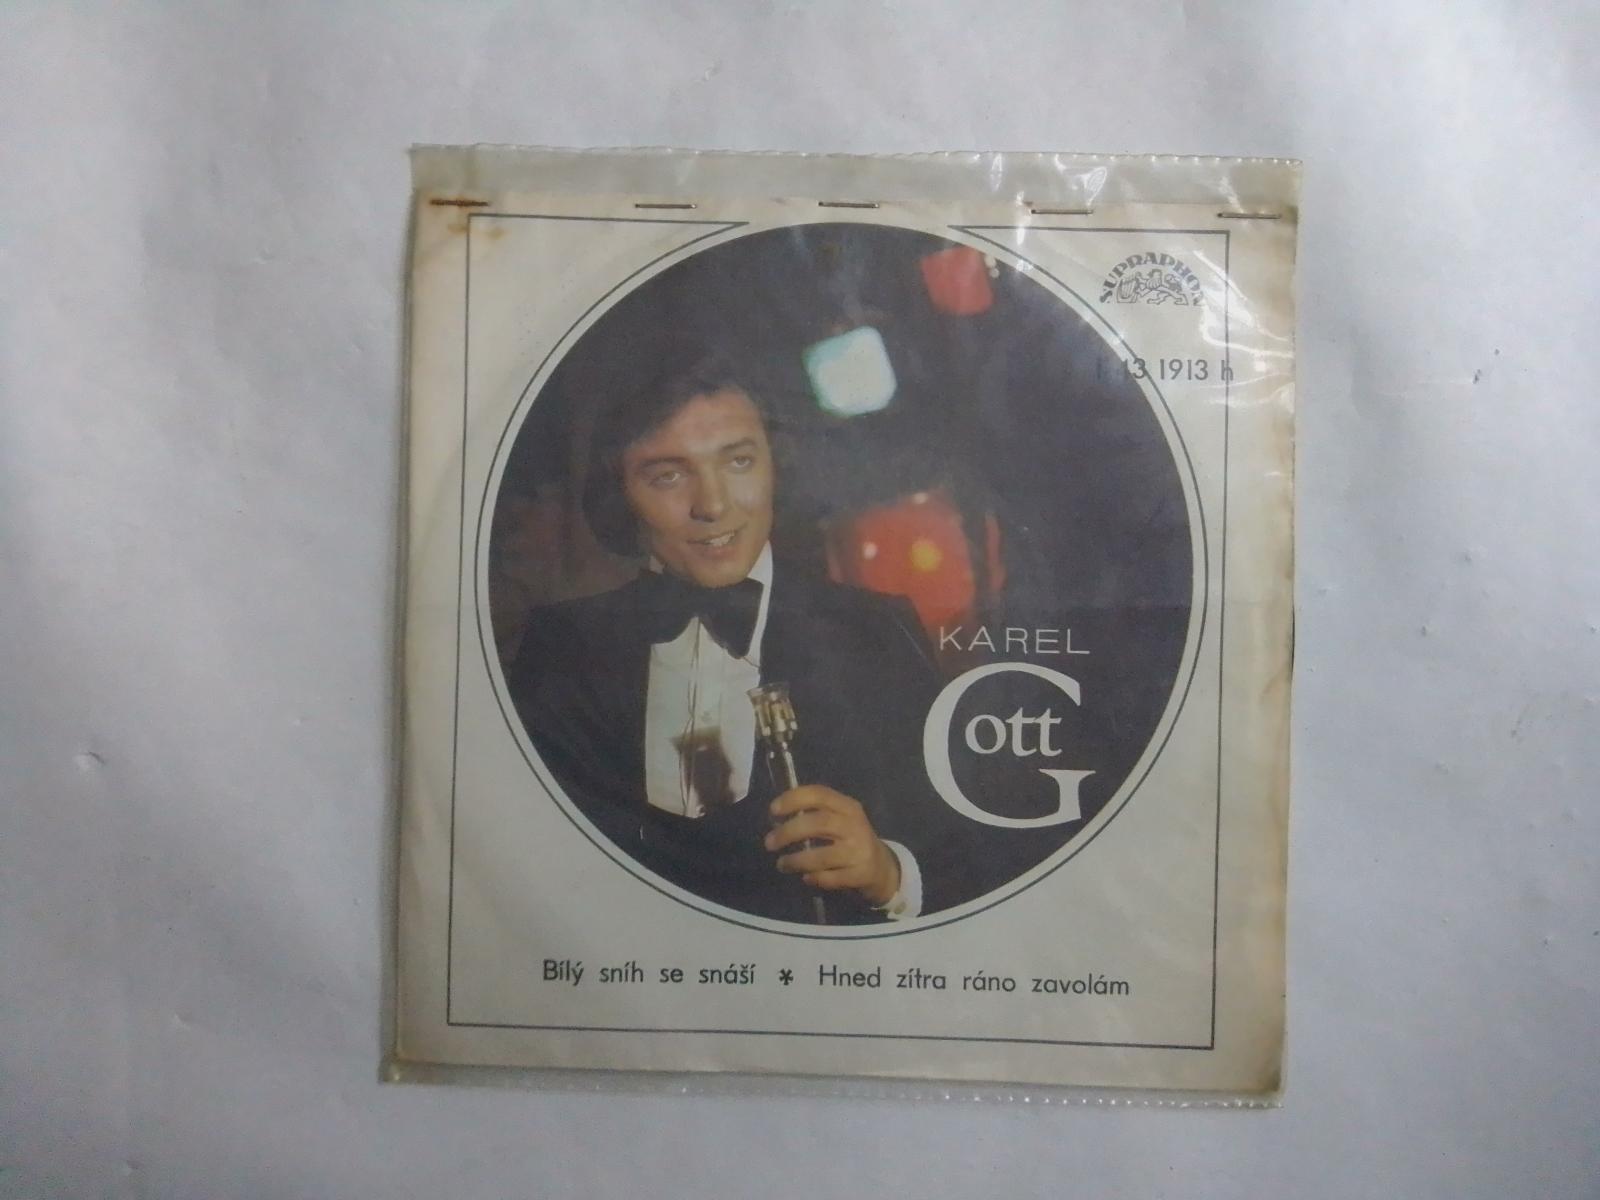 SUPRAPHON
1 43 1913 h
KAREL
Gott
Bílý sníh se snáší * Hned zítra ráno zavolám